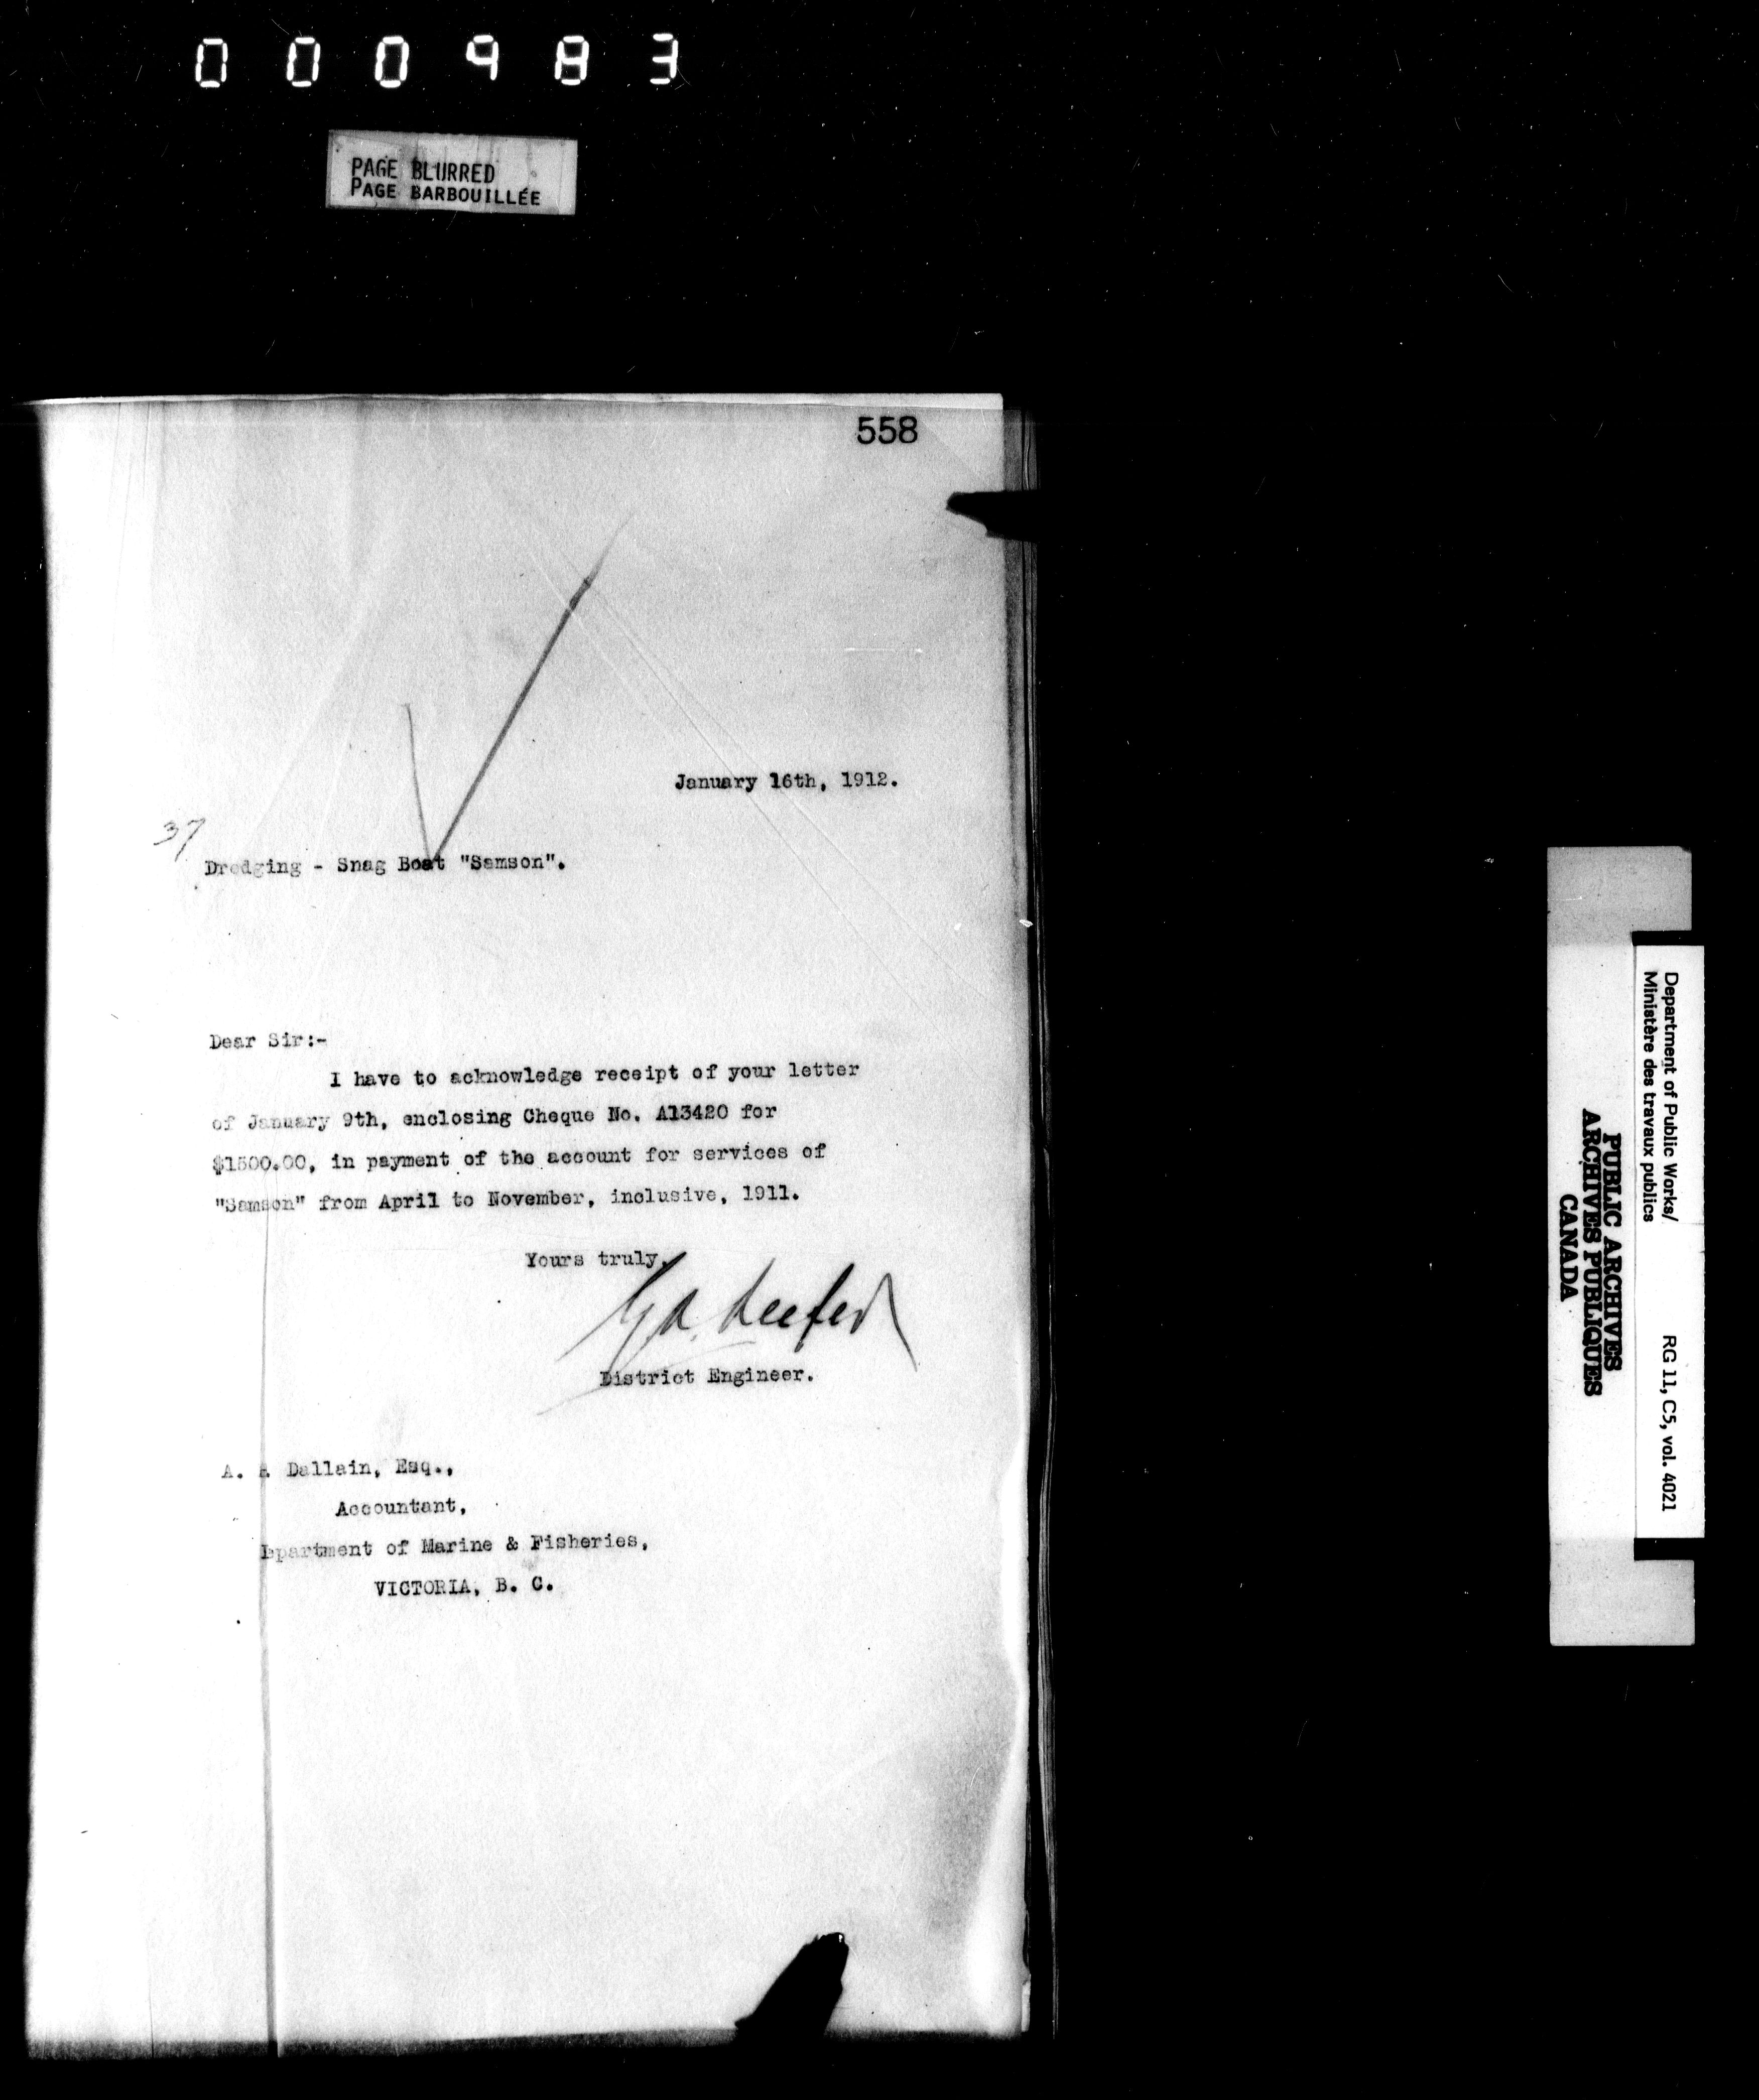 000983
PAGE BLURRED
PAGE BARBOUILLÉE
558
January 16th, 1912.
37
Dredging - Snag Boat "Samson".
Dear Sir:-
I have to acknowledge receipt of your letter
of January 9th, enclosing Cheque No. A13420 for
$1500.00, in payment of the account for services of
"Samson" from April to November, inclusive, 1911.
Yours truly,
G.A. Keefer
District Engineer.
A. Dallain, Esq.,
Accountant,
Department of Marine & Fisheries,
VICTORIA, B. C.
Department of Public Works/
Ministère des travaux publics
RG 11, C5, vol. 4021
PUBLIC ARCHIVES
ARCHIVES PUBLIQUES
CANADA